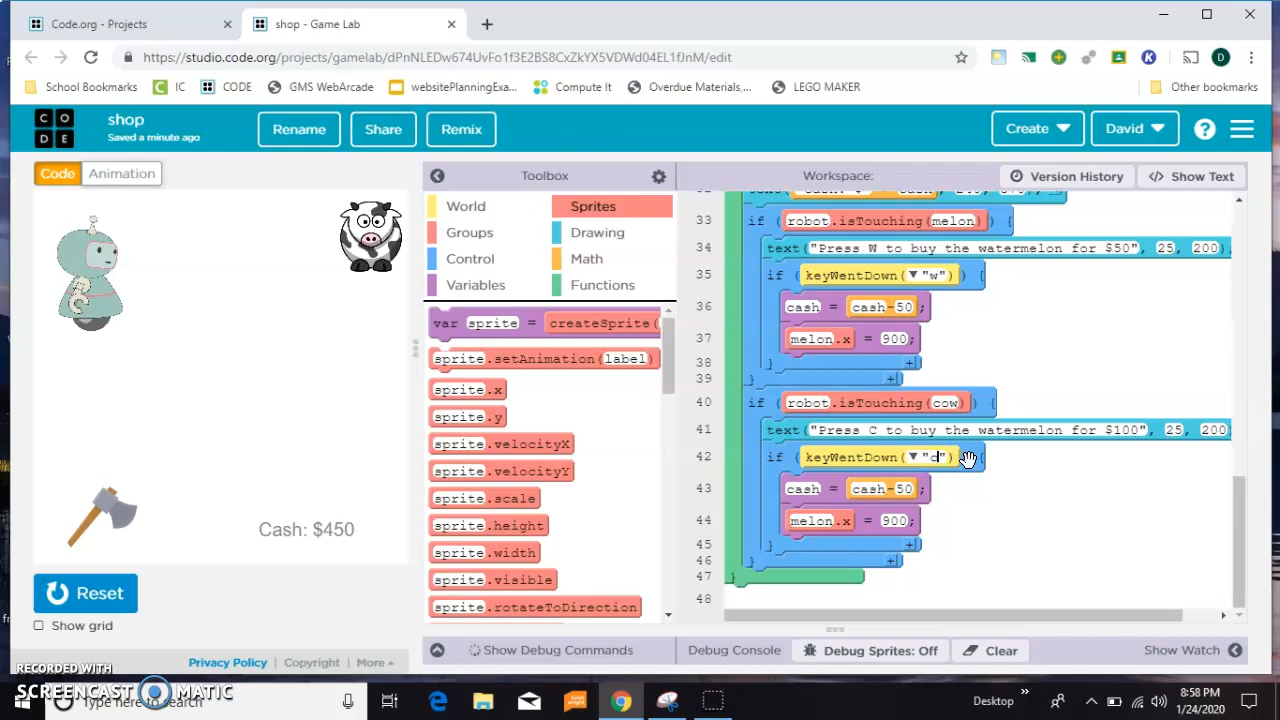 Code.org - Projects
shop - Game Lab
https://studio.code.org/projects/gamelab/dPnNLEDw674UvFo1f3E2BS8CxZkYX5VDWd04EL1fJnM/edit
School Bookmarks
IC
CODE
GMS WebArcade
websitePlanningExa...
Compute It
Overdue Materials,...
LEGO MAKER
Other bookmarks
C O
D E
shop
Saved a minute ago
Rename
Share
Remix
Create
David
Code
Animation
Toolbox
Workspace:
Version History
</> Show Text
World
Sprites
Groups
Drawing
Control
Math
Variables
Functions
var sprite = createSprite(
sprite.setAnimation(label)
sprite.x
sprite.y
sprite.velocityX
sprite.velocityY
sprite.scale
sprite.height
sprite.width
sprite.visible
sprite.rotateToDirection
33 if (robot.isTouching(melon)) {
34 text("Press W to buy the watermelon for $50", 25, 200)
35 if (keyWentDown("w")) {
36 cash = cash-50;
37 melon.x = 900;
38 }
39 }
40 if (robot.isTouching(cow)) {
41 text("Press C to buy the watermelon for $100", 25, 200
42 if (keyWentDown("c") {
43 cash = cash-50;
44 melon.x = 900;
45 }
46 }
47 }
48
Cash: $450
Reset
Show grid
Privacy Policy
Copyright
More
Show Debug Commands
Debug Console
Debug Sprites: Off
Clear
Show Watch
RECORDED WITH
SCREENCAST MATIC
Type here to search
Desktop
8:58 PM
1/24/2020